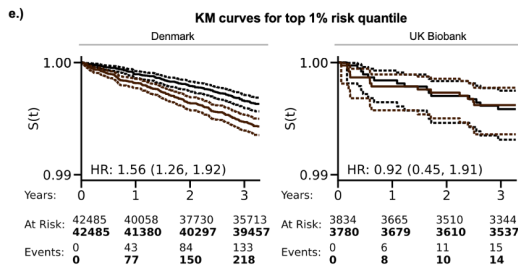 e.)
KM curves for top 1% risk quantile
Denmark
UK Biobank
1.00
S(t)
HR: 1.56 (1.26, 1.92)
0.99
Years: 0 1 2 3
At Risk: 42485 40058 37730 35713
42485 41380 40297 39457
Events: 0 43 84 133
0 77 150 218
1.00
S(t)
HR: 0.92 (0.45, 1.91)
0.99
Years: 0 1 2 3
At Risk: 3834 3665 3510 3344
3780 3679 3610 3537
Events: 0 6 11 15
0 8 10 14